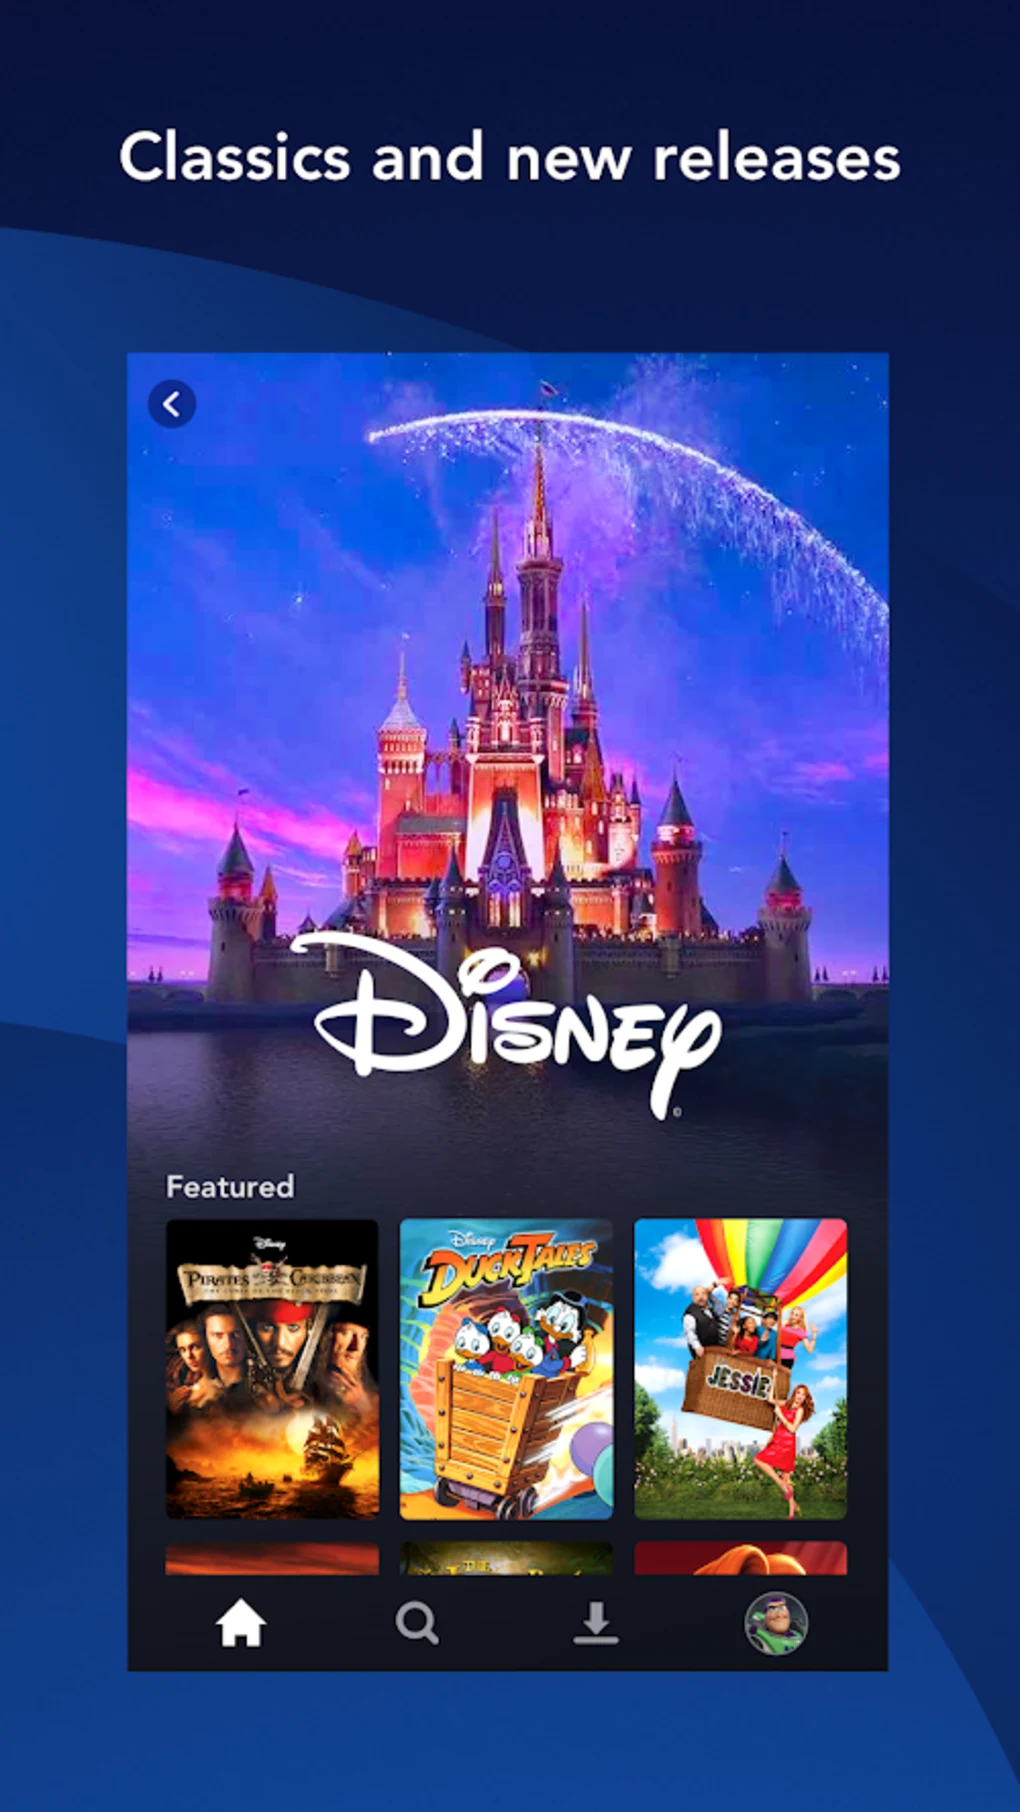 Classics and new releases
Disney
Featured
Disney
PIRATES OF THE CARIBBEAN
THE CURSE OF THE BLACK PEARL
Disney
DUCKTALES
JESSIE
THE